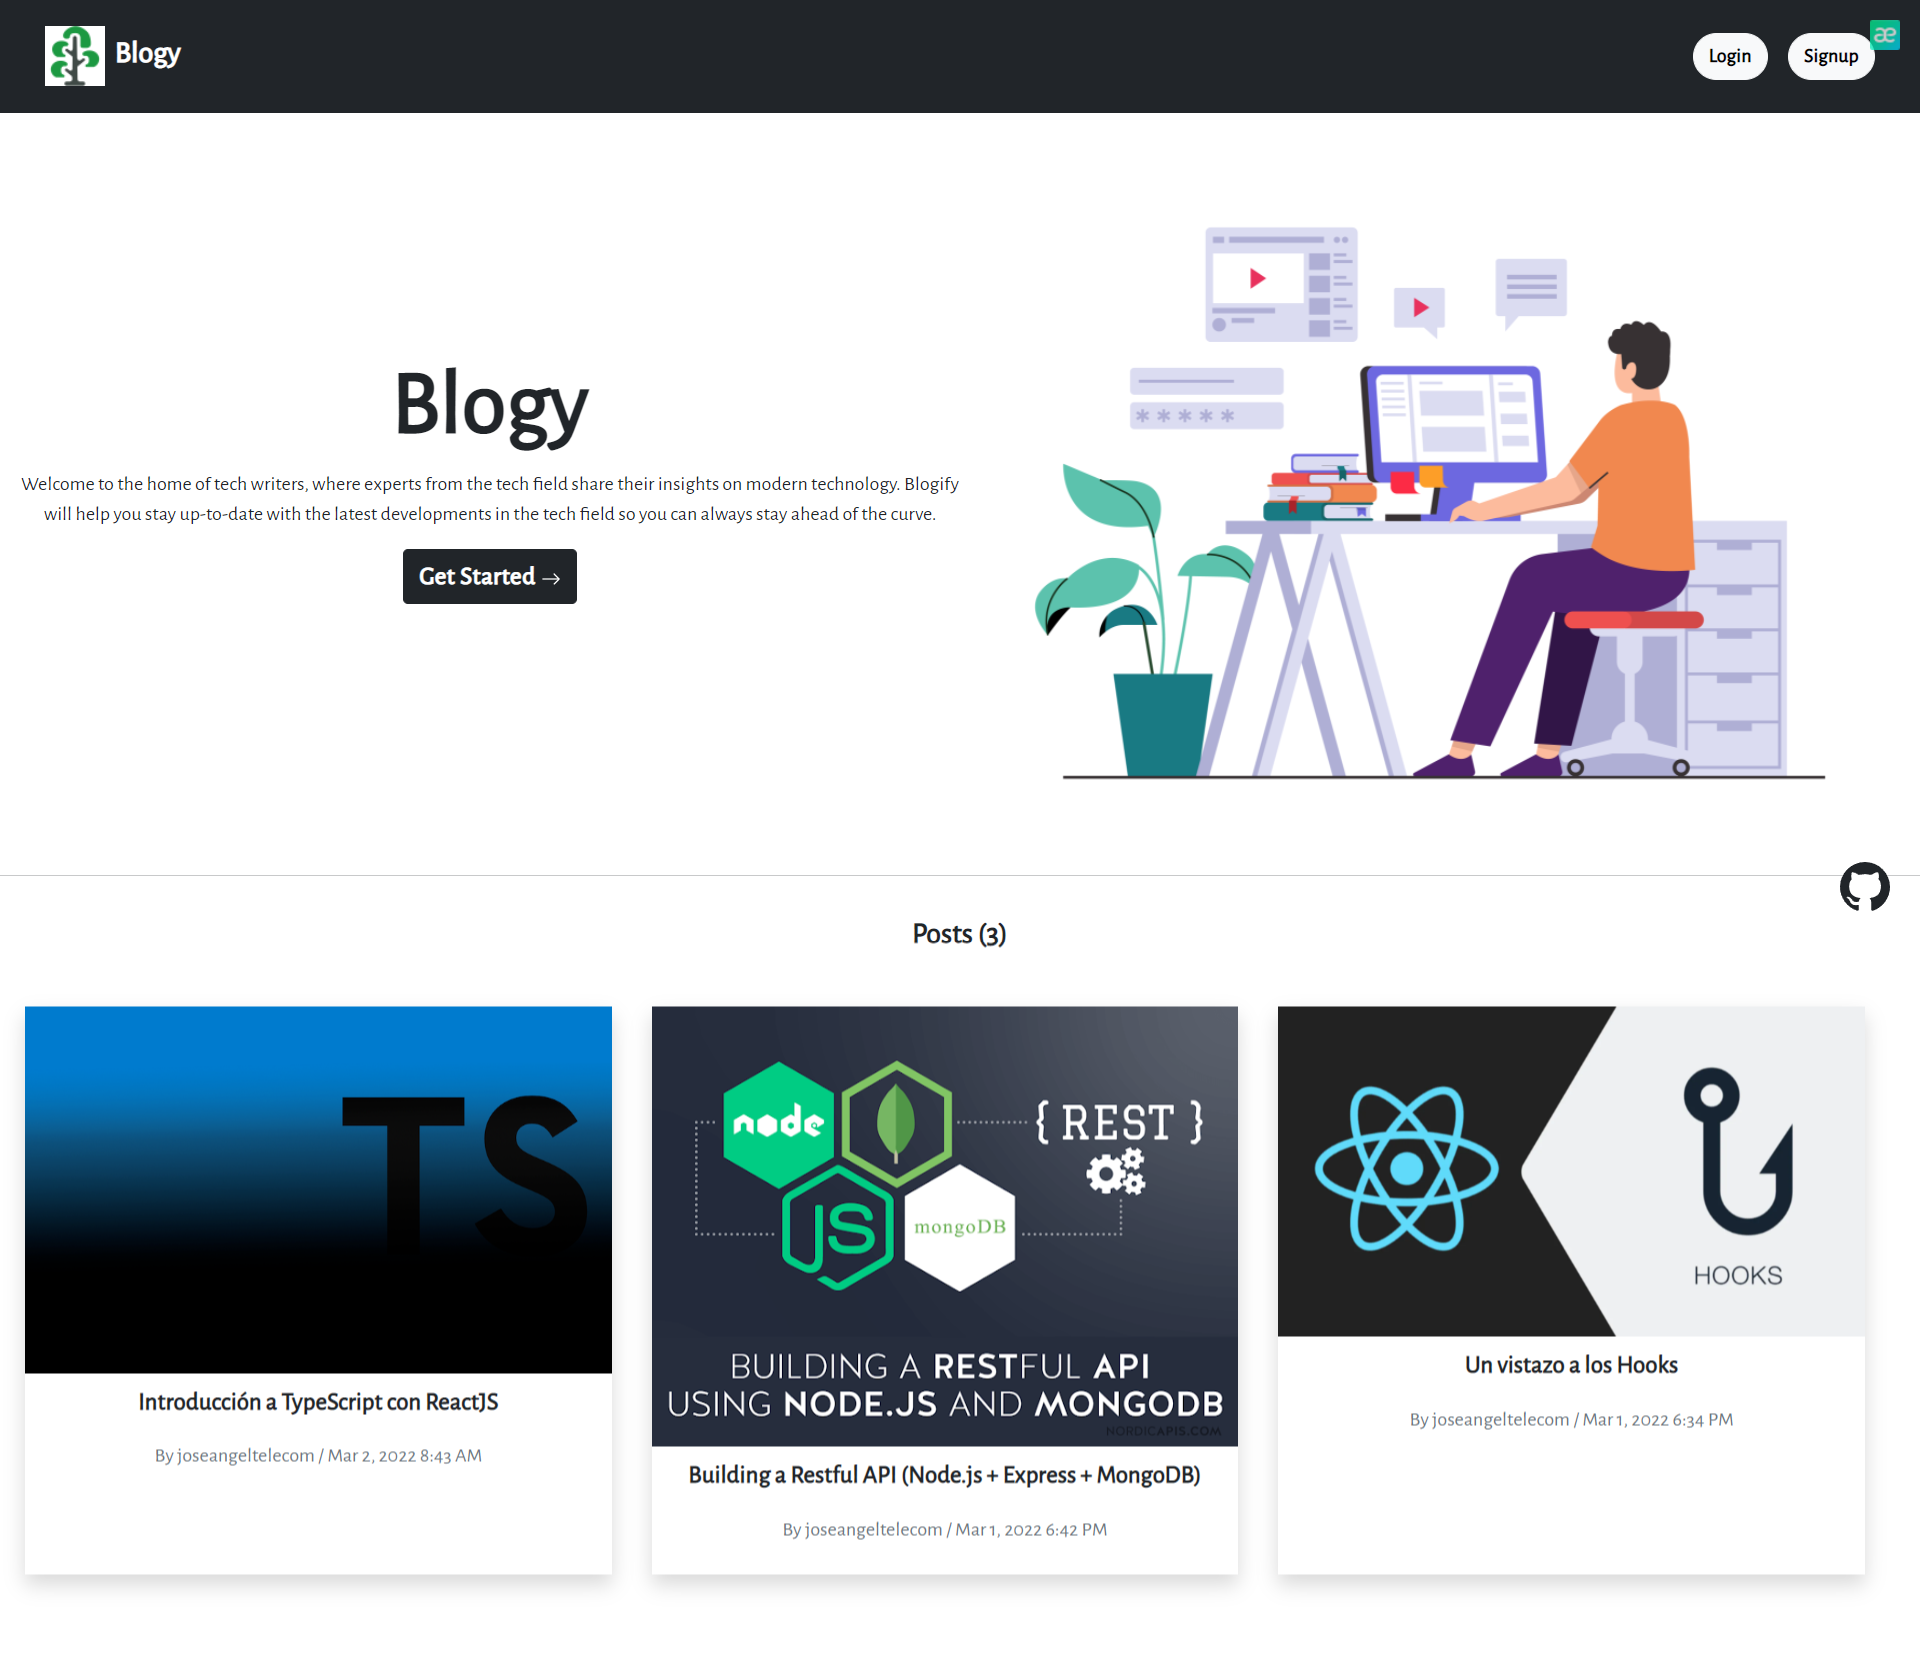 Blogy
Login
Signup
æ
Blogy
Welcome to the home of tech writers, where experts from the tech field share their insights on modern technology. Blogify
will help you stay up-to-date with the latest developments in the tech field so you can always stay ahead of the curve.
Get Started →
*****
Posts (3)
TS
Introducción a TypeScript con ReactJS
By joseangeltelecom / Mar 2, 2022 8:43 AM
node
{ REST }
JS
mongoDB
BUILDING A RESTFUL API
USING NODE.JS AND MONGODB
NORDICAPIS.COM
Building a Restful API (Node.js + Express + MongoDB)
By joseangeltelecom / Mar 1, 2022 6:42 PM
HOOKS
Un vistazo a los Hooks
By joseangeltelecom / Mar 1, 2022 6:34 PM